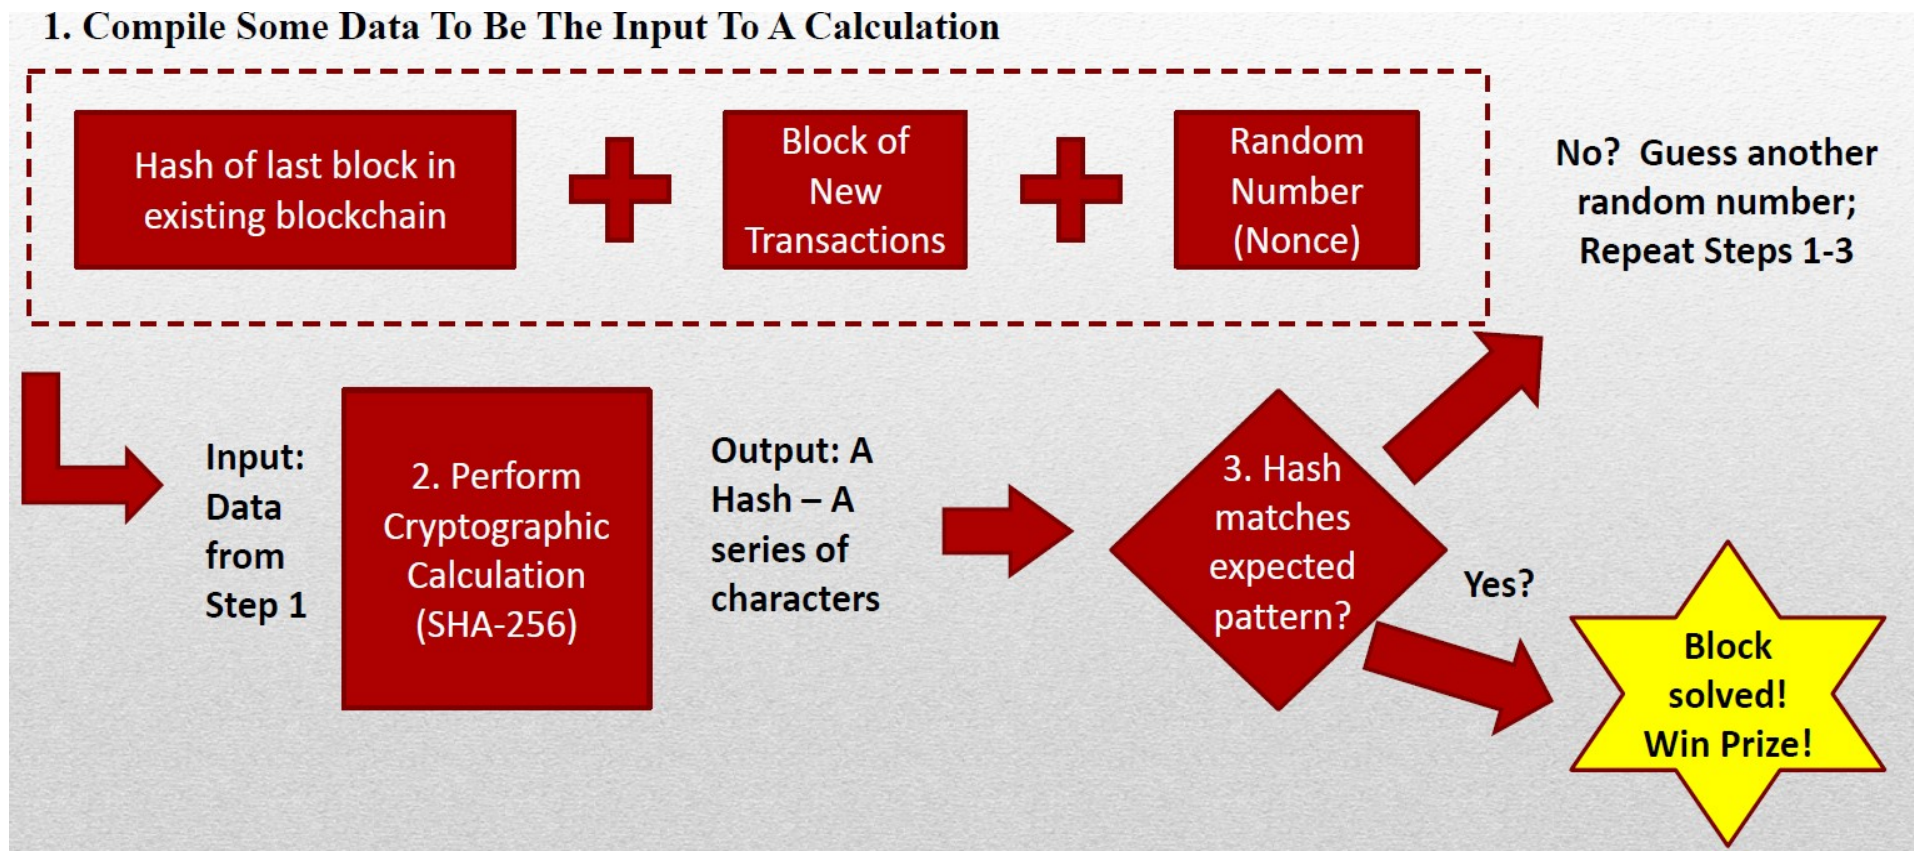 1. Compile Some Data To Be The Input To A Calculation
Hash of last block in
existing blockchain
Block of
New
Transactions
Random
Number
(Nonce)
No?  Guess another
random number;
Repeat Steps 1-3
Input:
Data
from
Step 1
2. Perform
Cryptographic
Calculation
(SHA-256)
Output: A
Hash – A
series of
characters
3. Hash
matches
expected
pattern?
Yes?
Block
solved!
Win Prize!